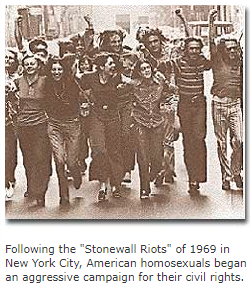 Following the "Stonewall Riots" of 1969 in
New York City, American homosexuals began
an aggressive campaign for their civil rights.